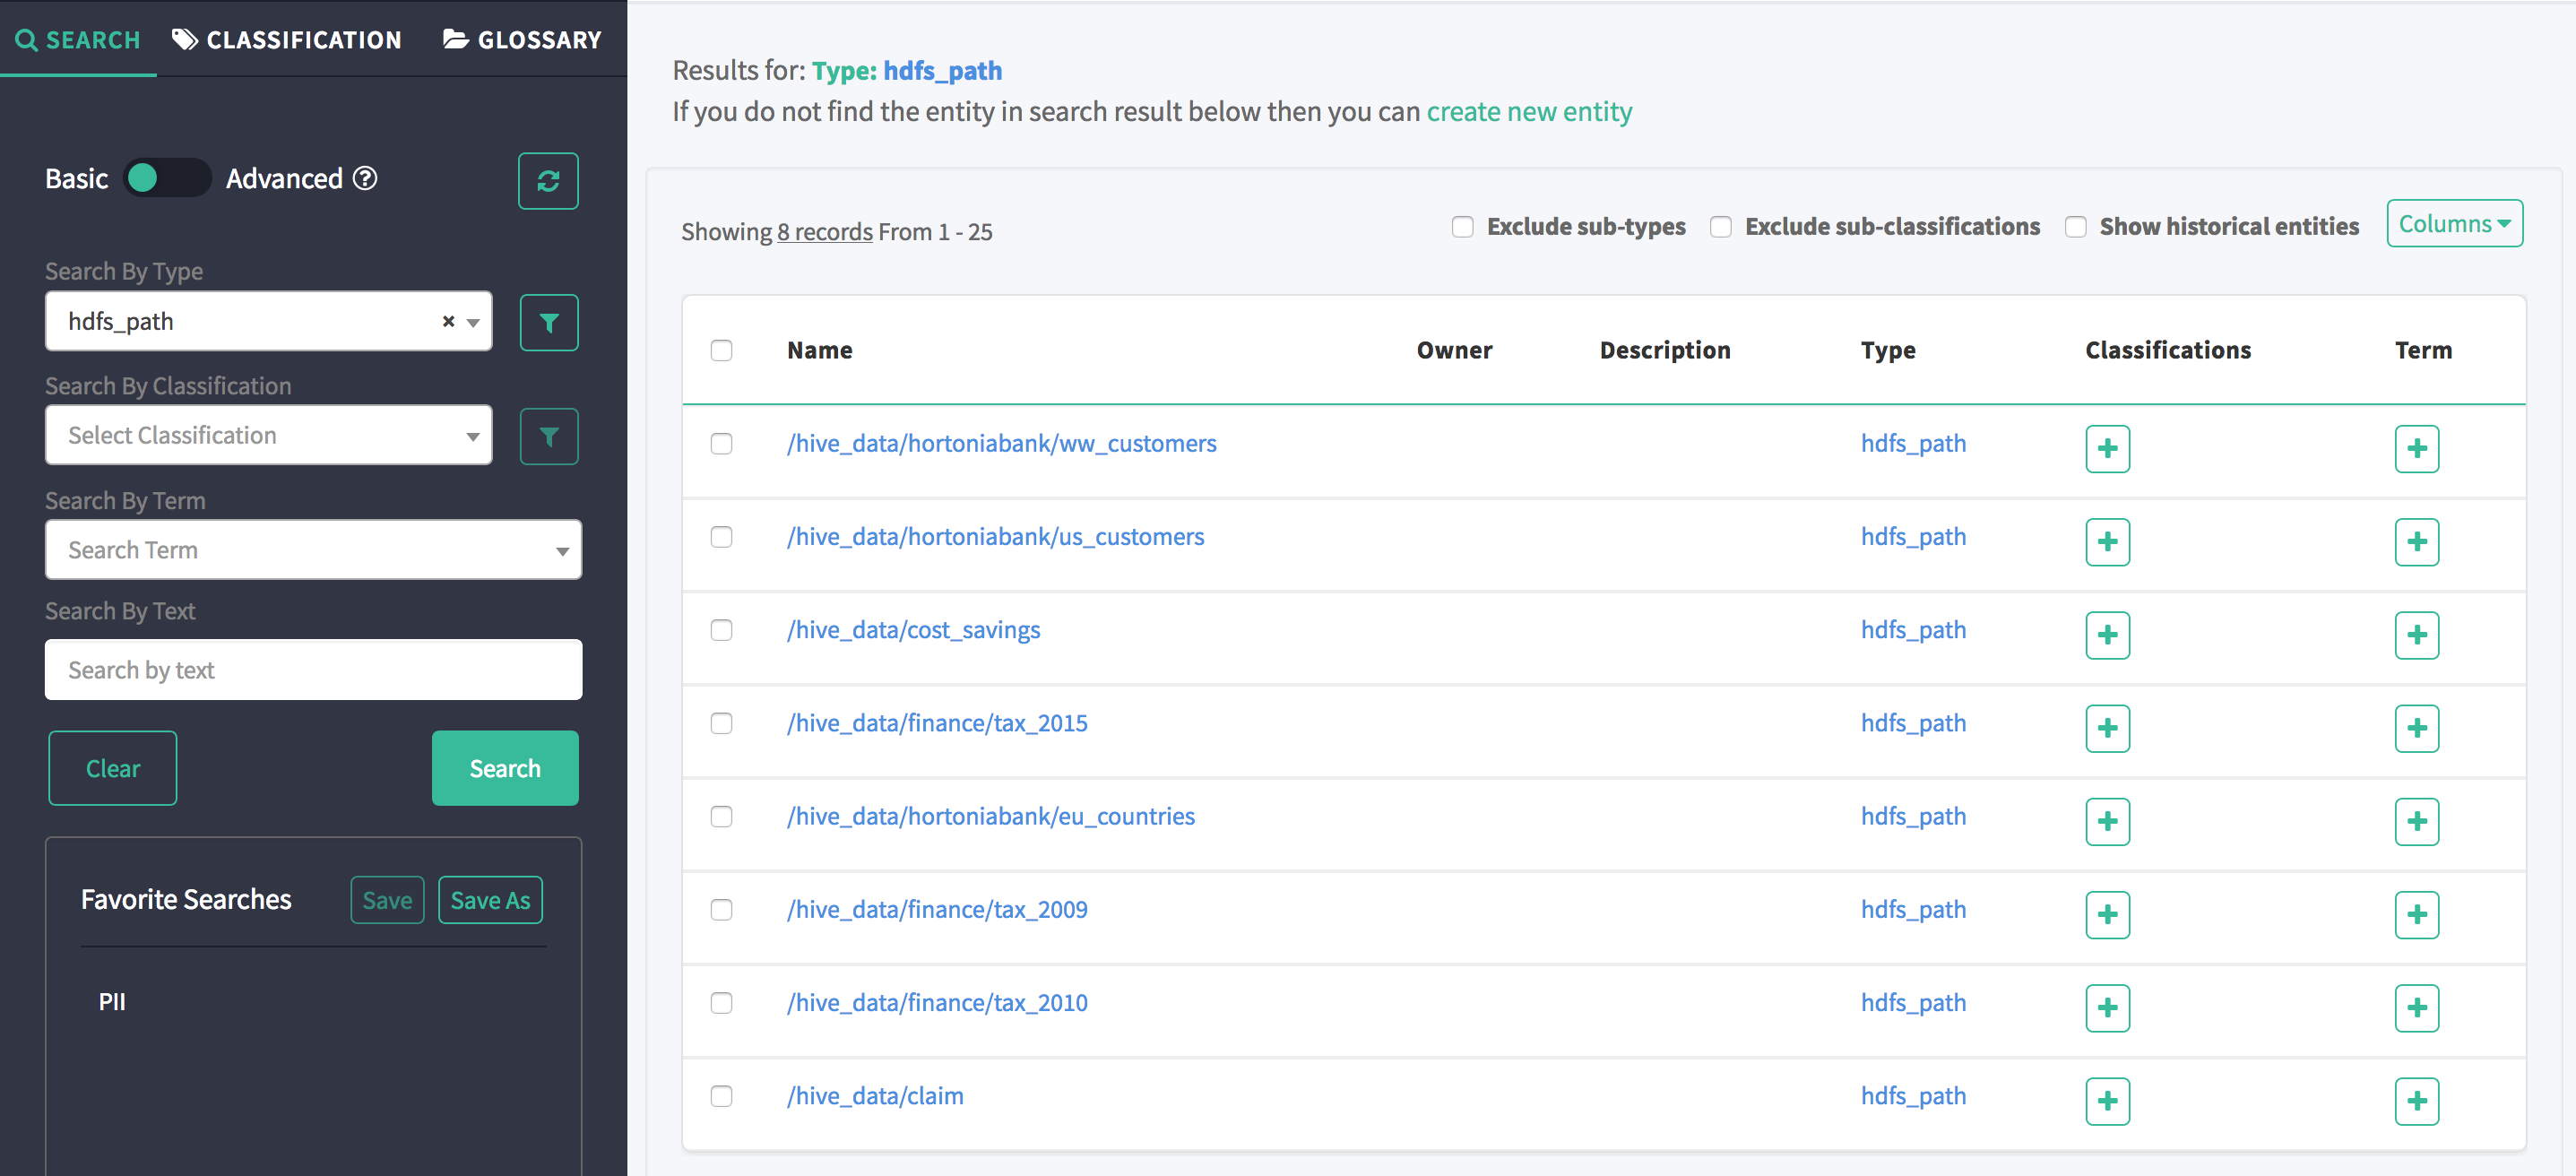 SEARCH CLASSIFICATION GLOSSARY
Basic Advanced
Search By Type
hdfs_path
Search By Classification
Select Classification
Search By Term
Search Term
Search By Text
Search by text
Clear Search
Favorite Searches Save Save As
PII
Results for: Type: hdfs_path
If you do not find the entity in search result below then you can create new entity
Showing 8 records From 1 - 25 Exclude sub-types Exclude sub-classifications Show historical entities Columns
Name Owner Description Type Classifications Term
/hive_data/hortoniabank/ww_customers hdfs_path
/hive_data/hortoniabank/us_customers hdfs_path
/hive_data/cost_savings hdfs_path
/hive_data/finance/tax_2015 hdfs_path
/hive_data/hortoniabank/eu_countries hdfs_path
/hive_data/finance/tax_2009 hdfs_path
/hive_data/finance/tax_2010 hdfs_path
/hive_data/claim hdfs_path